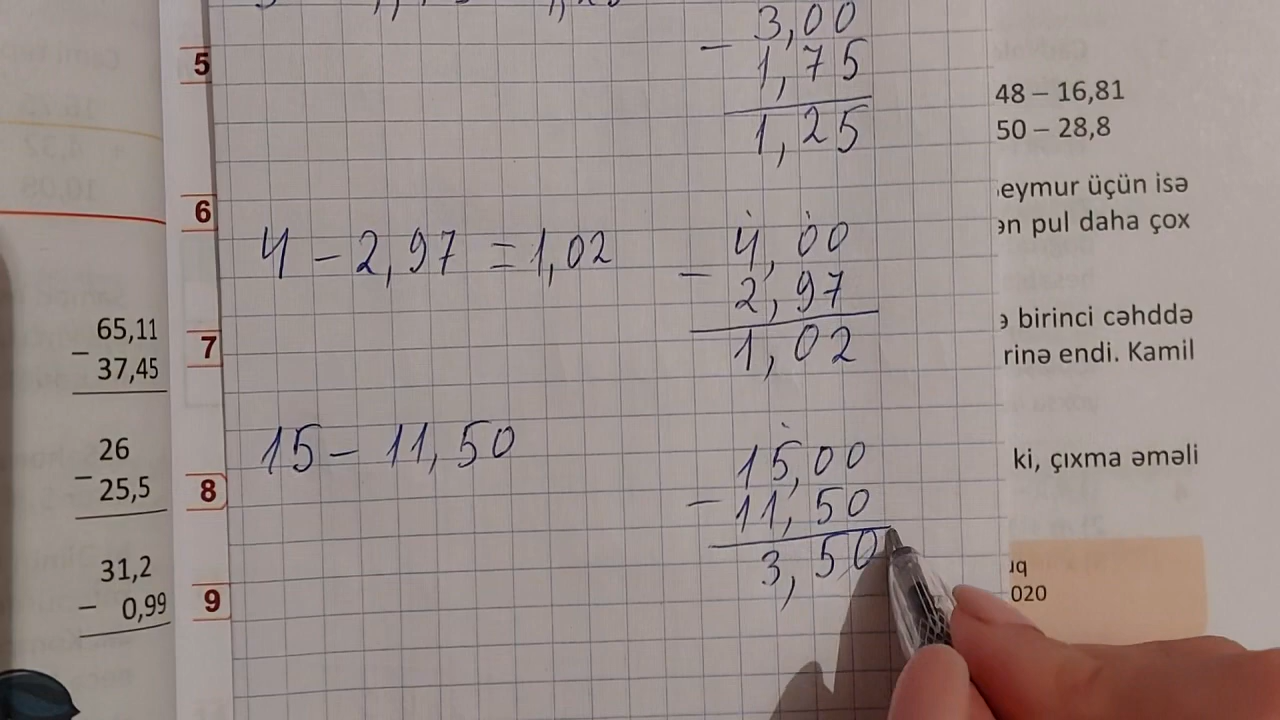 3,00
− 1,75
1,25
4 − 2,97 = 1,02
4,00
− 2,97
1,02
15 − 11,50
15,00
− 11,50
3,50
5
6
7
8
9
65,11
− 37,45
26
− 25,5
31,2
− 0,99
48 – 16,81
50 – 28,8
eymur üçün isə
ən pul daha çox
ə birinci cəhddə
rinə endi. Kamil
ki, çıxma əməli
uq
020